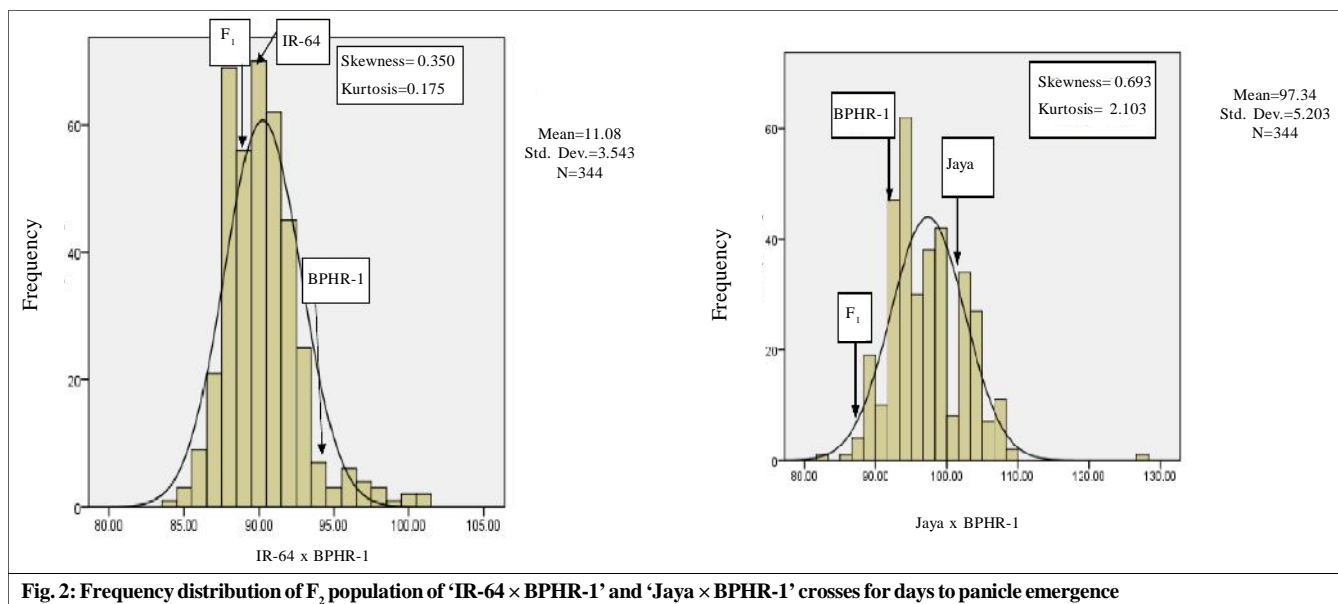 F₁
IR-64
Skewness= 0.350
Kurtosis=0.175
BPHR-1
Mean=11.08
Std. Dev.=3.543
N=344
Frequency
60
40
20
0
80.00 85.00 90.00 95.00 100.00 105.00
IR-64 x BPHR-1
Skewness= 0.693
Kurtosis= 2.103
BPHR-1
Jaya
F₁
Mean=97.34
Std. Dev.=5.203
N=344
Frequency
60
40
20
0
80.00 90.00 100.00 110.00 120.00 130.00
Jaya x BPHR-1
Fig. 2: Frequency distribution of F₂ population of ‘IR-64 × BPHR-1’ and ‘Jaya × BPHR-1’ crosses for days to panicle emergence